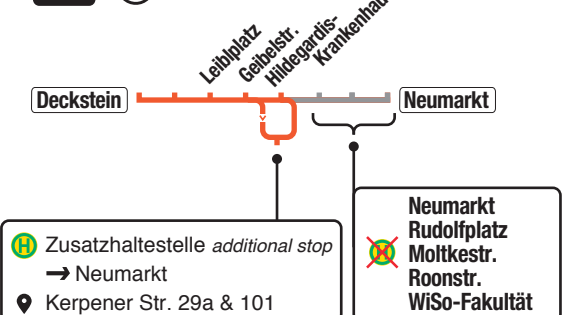 Leiblplatz
Geibelstr.
Hildegardis-
Deckstein
Neumarkt
H Zusatzhaltestelle additional stop
→ Neumarkt
Kerpener Str. 29a & 101
H
Neumarkt
Rudolfplatz
Moltkestr.
Roonstr.
WiSo-Fakultät